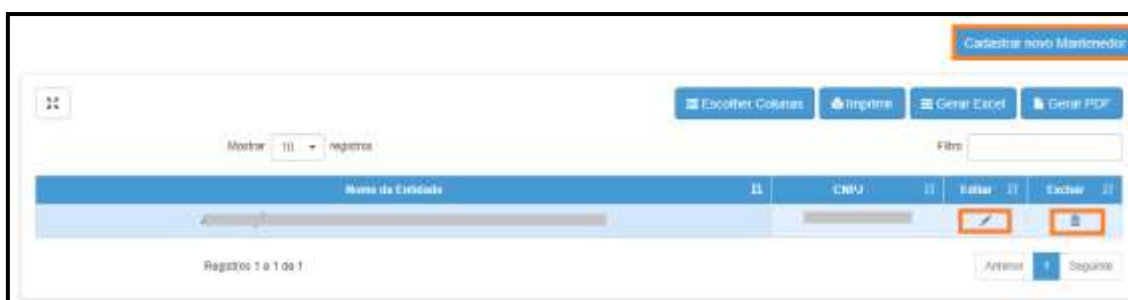 Cadastrar novo Mantenedor
Escolher Colunas Imprimir Gerar Excel Gerar PDF
Mostrar 10 registros Filtro
Nome da Entidade CNPJ Editar Excluir
Registros 1 a 1 de 1 Anterior 1 Seguinte